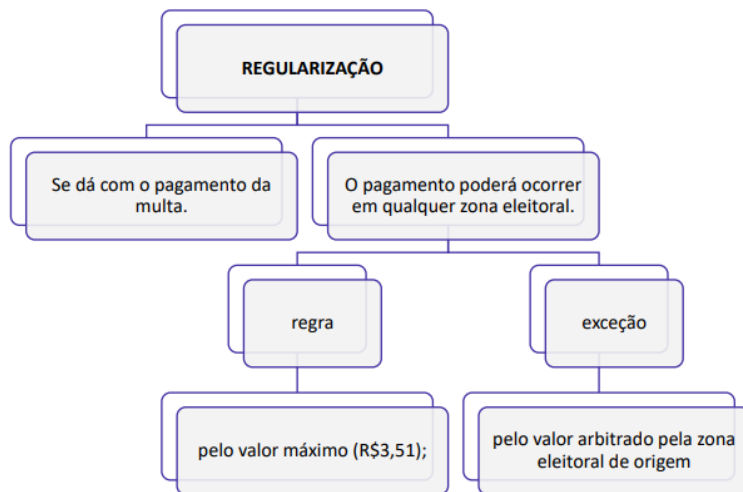 REGULARIZAÇÃO
Se dá com o pagamento da
multa.
O pagamento poderá ocorrer
em qualquer zona eleitoral.
regra
exceção
pelo valor máximo (R$3,51);
pelo valor arbitrado pela zona
eleitoral de origem